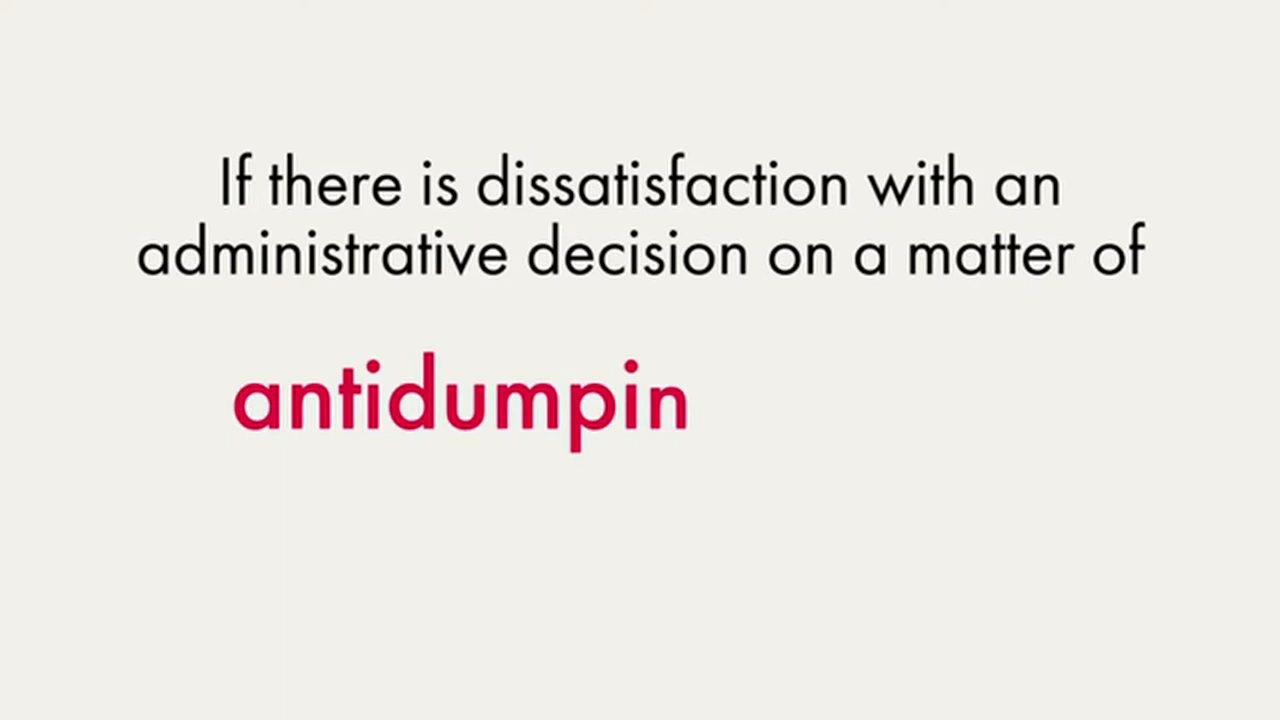 If there is dissatisfaction with an
administrative decision on a matter of
antidumpin